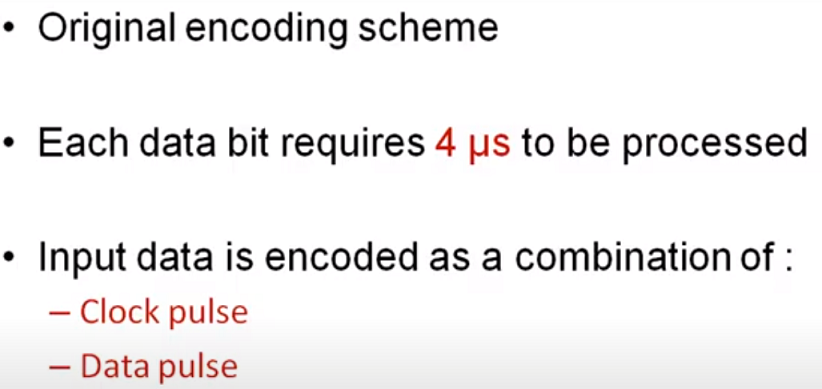 • Original encoding scheme
• Each data bit requires 4 µs to be processed
• Input data is encoded as a combination of :
– Clock pulse
– Data pulse